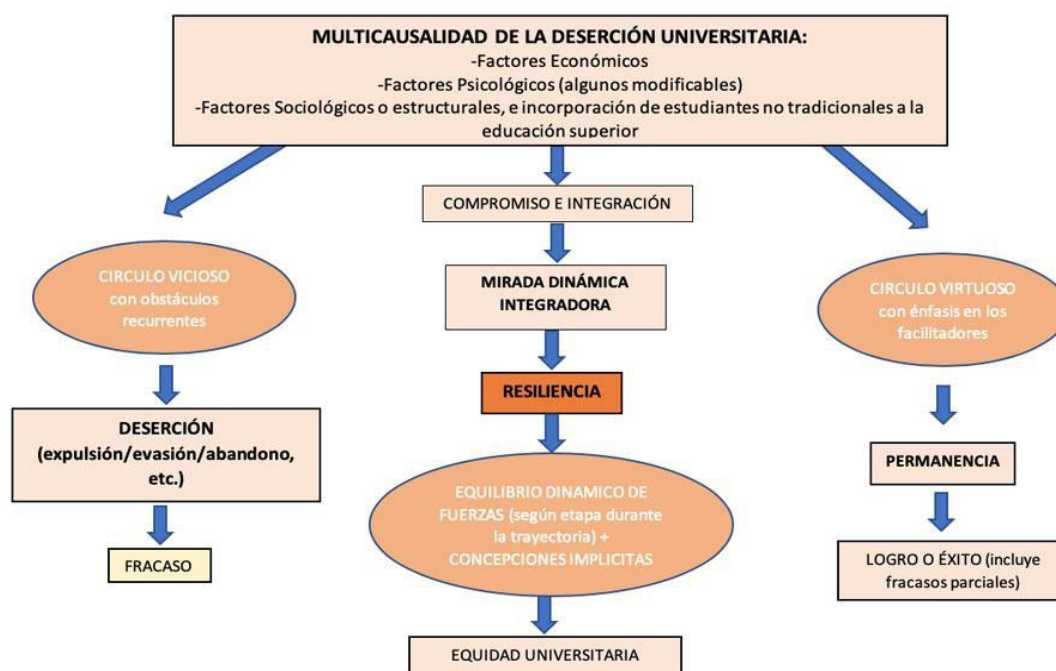 MULTICAUSALIDAD DE LA DESERCIÓN UNIVERSITARIA:
-Factores Económicos
-Factores Psicológicos (algunos modificables)
-Factores Sociológicos o estructurales, e incorporación de estudiantes no tradicionales a la
educación superior
CIRCULO VICIOSO
con obstáculos
recurrentes
DESERCIÓN
(expulsión/evasión/abandono,
etc.)
FRACASO
COMPROMISO E INTEGRACIÓN
MIRADA DINÁMICA
INTEGRADORA
RESILIENCIA
EQUILIBRIO DINAMICO DE
FUERZAS (según etapa durante
la trayectoria) +
CONCEPCIONES IMPLICITAS
EQUIDAD UNIVERSITARIA
CIRCULO VIRTUOSO
con énfasis en los
facilitadores
PERMANENCIA
LOGRO O ÉXITO (incluye
fracasos parciales)